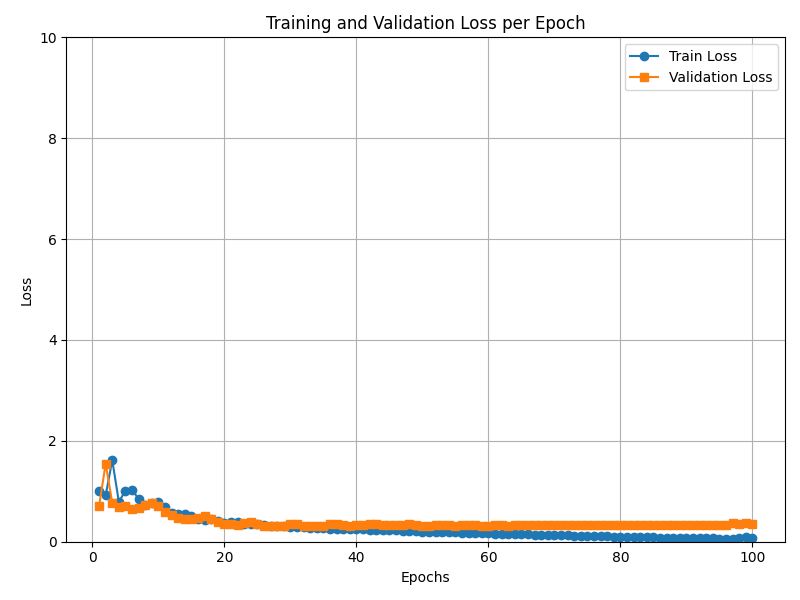 Training and Validation Loss per Epoch
10
8
6
4
2
0
Loss
Train Loss
Validation Loss
0 20 40 60 80 100
Epochs